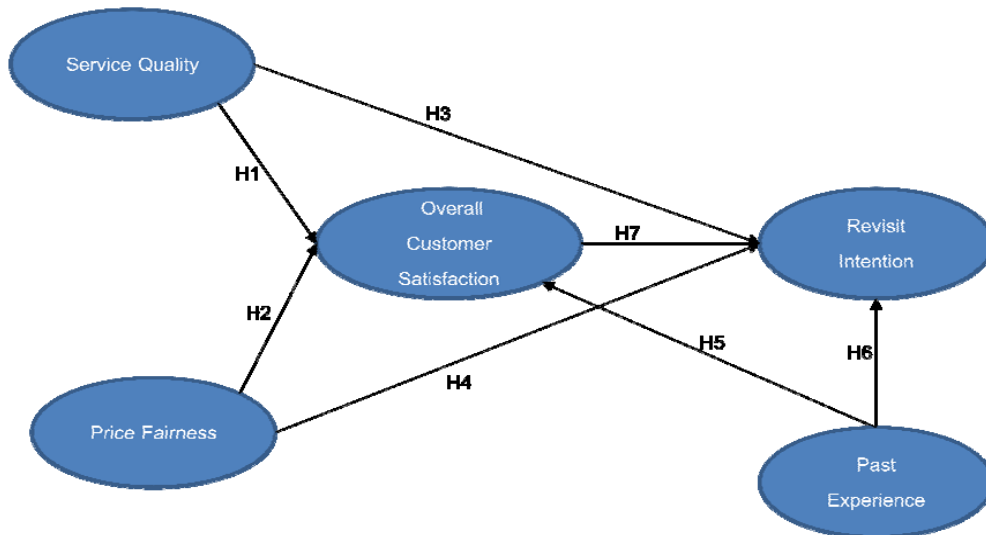 Service Quality
H3
H1
Overall
Customer
Satisfaction
H7
Revisit
Intention
H2
H5
H6
H4
Price Fairness
Past
Experience